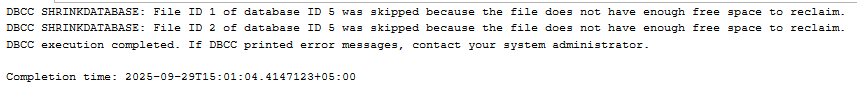 DBCC SHRINKDATABASE: File ID 1 of database ID 5 was skipped because the file does not have enough free space to reclaim.
DBCC SHRINKDATABASE: File ID 2 of database ID 5 was skipped because the file does not have enough free space to reclaim.
DBCC execution completed. If DBCC printed error messages, contact your system administrator.
Completion time: 2025-09-29T15:01:04.4147123+05:00